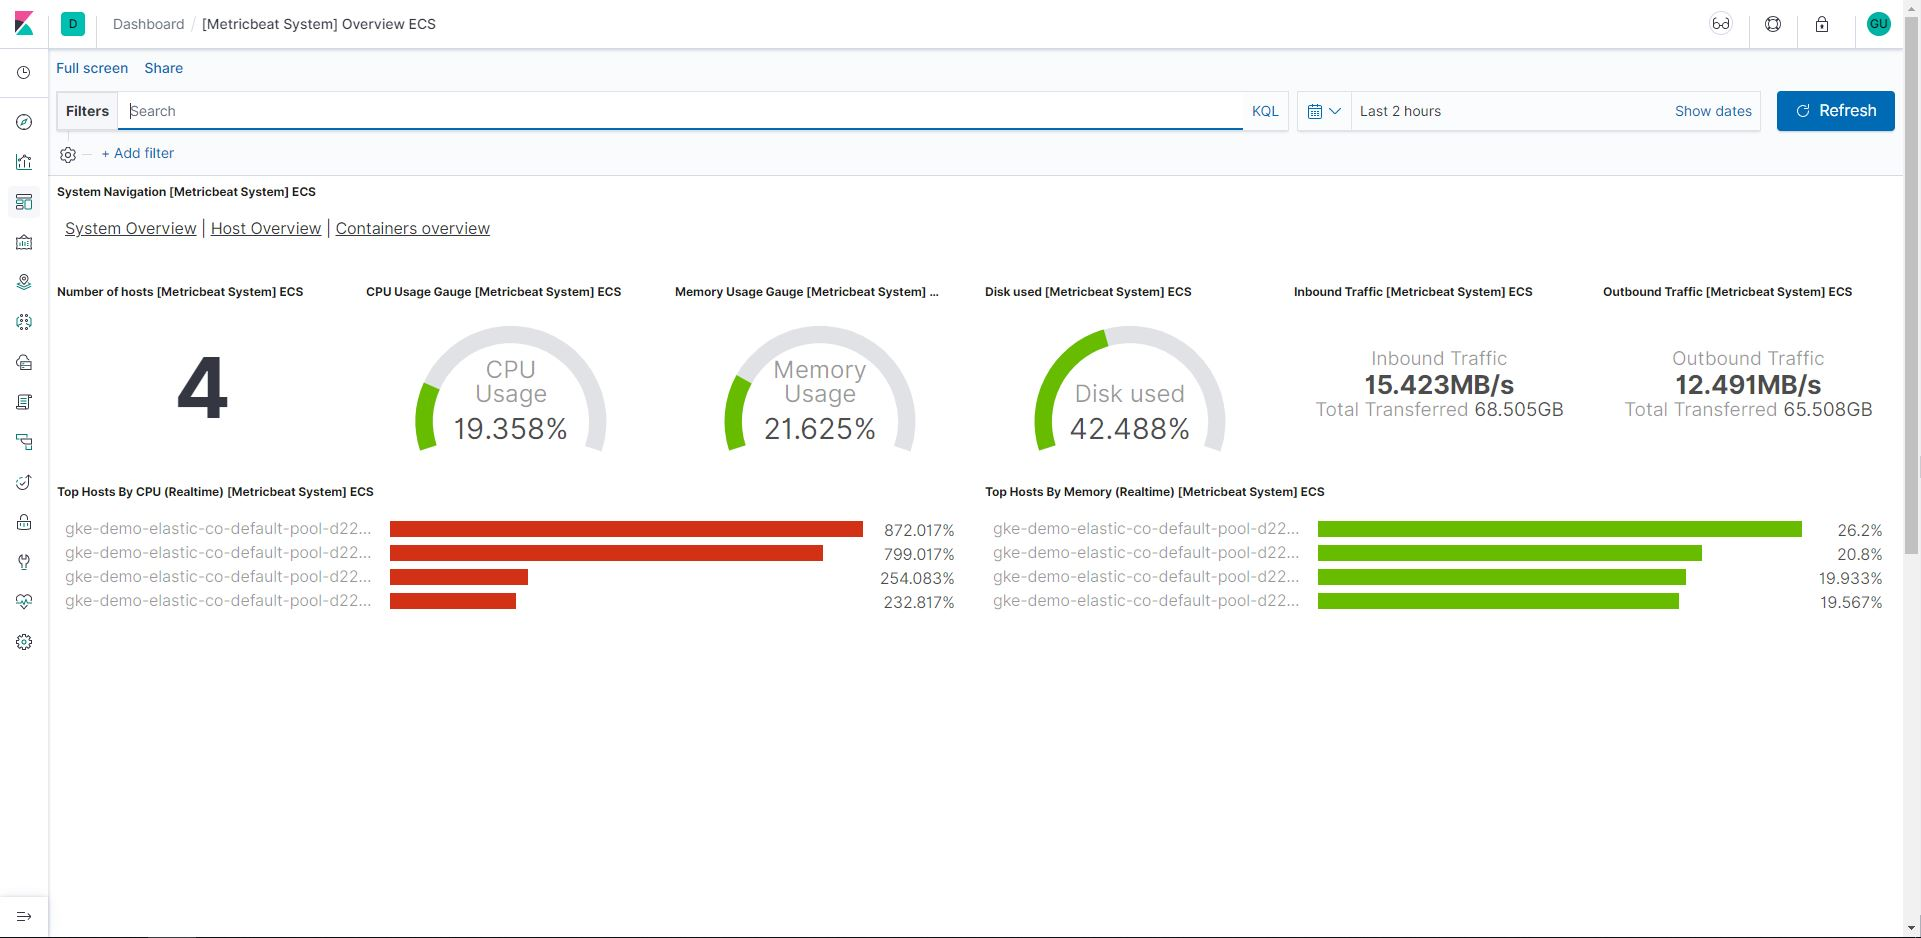 D Dashboard / [Metricbeat System] Overview ECS GU
Full screen Share
Filters Search KQL Last 2 hours Show dates Refresh
+ Add filter
System Navigation [Metricbeat System] ECS
System Overview | Host Overview | Containers overview
Number of hosts [Metricbeat System] ECS
4
CPU Usage Gauge [Metricbeat System] ECS
CPU
Usage
19.358%
Memory Usage Gauge [Metricbeat System] ...
Memory
Usage
21.625%
Disk used [Metricbeat System] ECS
Disk used
42.488%
Inbound Traffic [Metricbeat System] ECS
Inbound Traffic
15.423MB/s
Total Transferred 68.505GB
Outbound Traffic [Metricbeat System] ECS
Outbound Traffic
12.491MB/s
Total Transferred 65.508GB
Top Hosts By CPU (Realtime) [Metricbeat System] ECS
gke-demo-elastic-co-default-pool-d22... 872.017%
gke-demo-elastic-co-default-pool-d22... 799.017%
gke-demo-elastic-co-default-pool-d22... 254.083%
gke-demo-elastic-co-default-pool-d22... 232.817%
Top Hosts By Memory (Realtime) [Metricbeat System] ECS
gke-demo-elastic-co-default-pool-d22... 26.2%
gke-demo-elastic-co-default-pool-d22... 20.8%
gke-demo-elastic-co-default-pool-d22... 19.933%
gke-demo-elastic-co-default-pool-d22... 19.567%